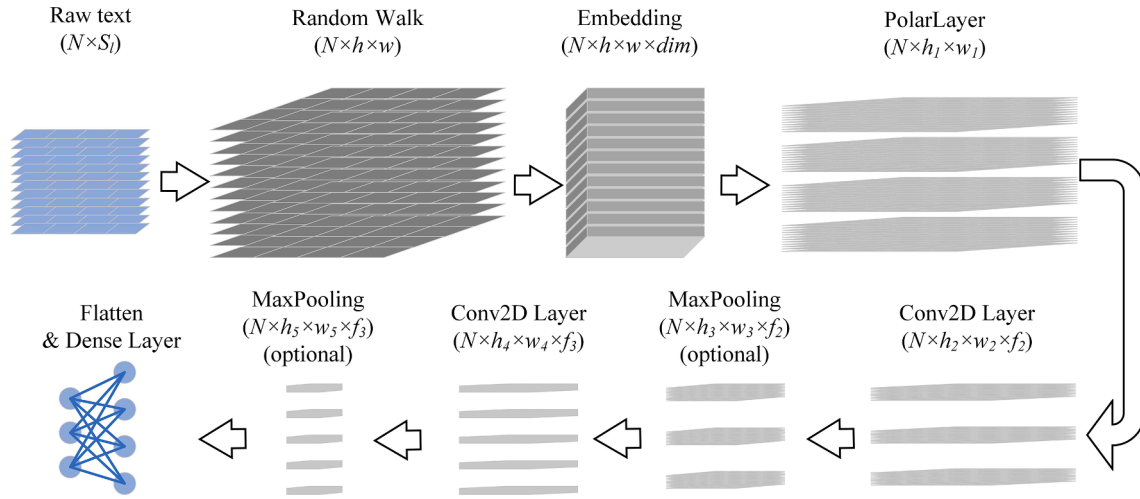 Raw text
(N×S_l)
Random Walk
(N×h×w)
Embedding
(N×h×w×dim)
PolarLayer
(N×h_1×w_1)
Conv2D Layer
(N×h_2×w_2×f_2)
MaxPooling
(N×h_3×w_3×f_2)
(optional)
Conv2D Layer
(N×h_4×w_4×f_3)
MaxPooling
(N×h_5×w_5×f_3)
(optional)
Flatten
& Dense Layer